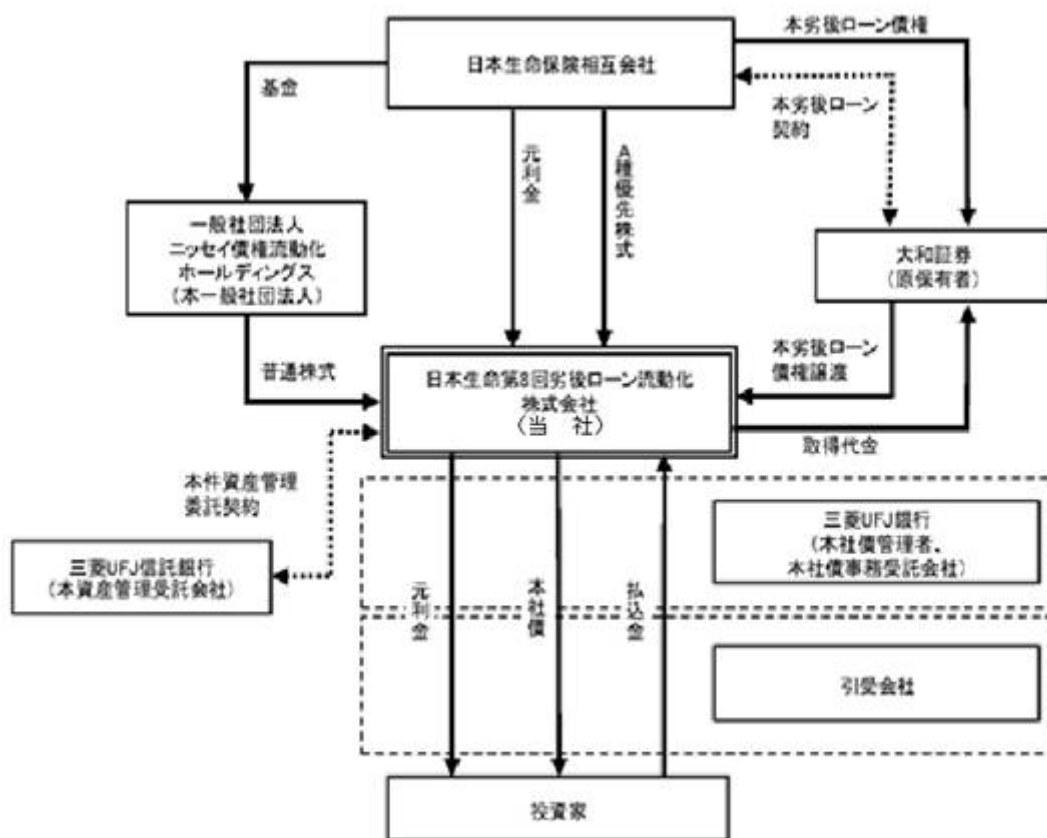 本劣後ローン債権
日本生命保険相互会社
基金
本劣後ローン
契約
元利金
A種優先株式
一般社団法人
ニッセイ債権流動化
ホールディングス
(本一般社団法人)
大和証券
(原保有者)
普通株式
本劣後ローン
債権譲渡
日本生命第8回劣後ローン流動化
株式会社
(当 社)
取得代金
本件資産管理
委託契約
三菱UFJ銀行
(本社債管理者、
本社債事務受託会社)
三菱UFJ信託銀行
(本資産管理受託会社)
元利金
本社債
払込金
引受会社
投資家